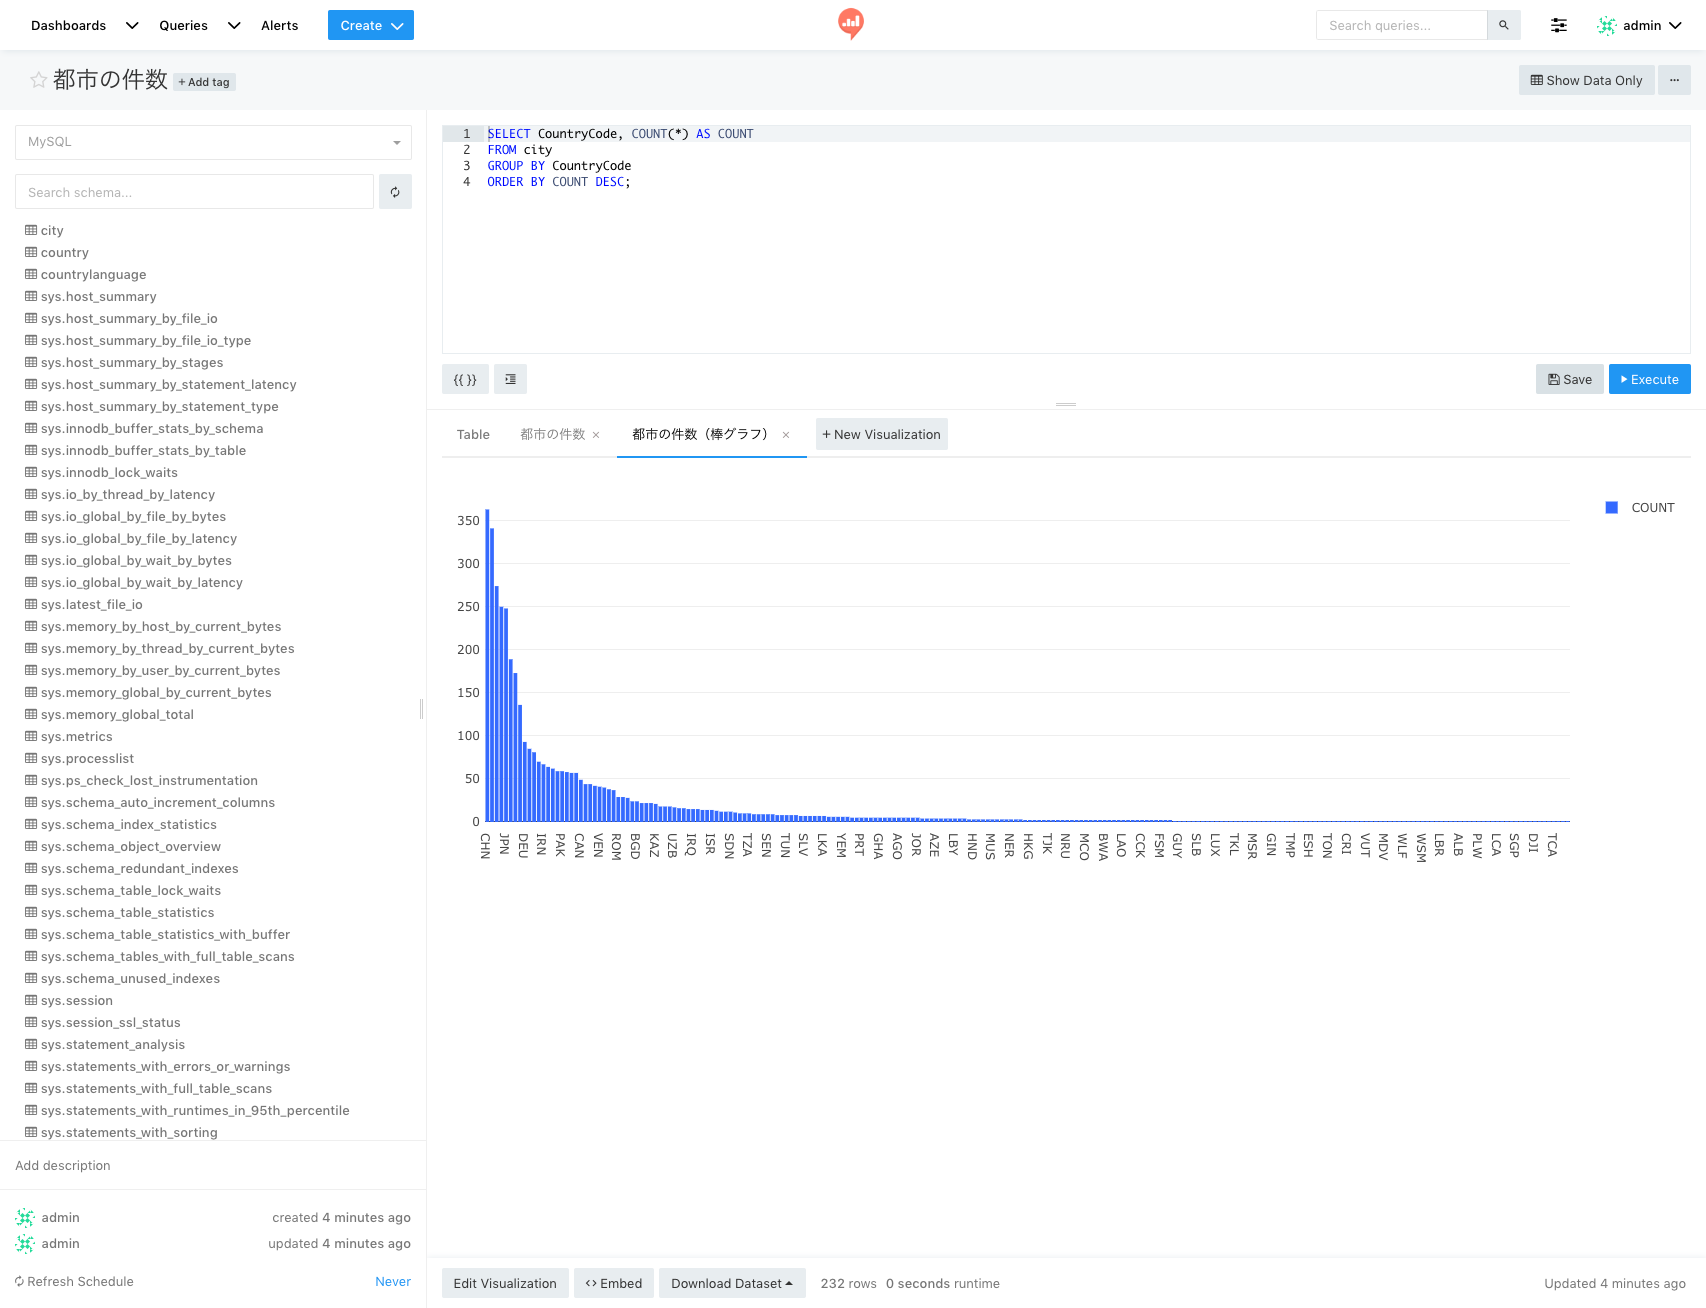 Dashboards Queries Alerts Create Search queries... admin
都市の件数 + Add tag Show Data Only ...
MySQL
Search schema...
city
country
countrylanguage
sys.host_summary
sys.host_summary_by_file_io
sys.host_summary_by_file_io_type
sys.host_summary_by_stages
sys.host_summary_by_statement_latency
sys.host_summary_by_statement_type
sys.innodb_buffer_stats_by_schema
sys.innodb_buffer_stats_by_table
sys.innodb_lock_waits
sys.io_by_thread_by_latency
sys.io_global_by_file_by_bytes
sys.io_global_by_file_by_latency
sys.io_global_by_wait_by_bytes
sys.io_global_by_wait_by_latency
sys.latest_file_io
sys.memory_by_host_by_current_bytes
sys.memory_by_thread_by_current_bytes
sys.memory_by_user_by_current_bytes
sys.memory_global_by_current_bytes
sys.memory_global_total
sys.metrics
sys.processlist
sys.ps_check_lost_instrumentation
sys.schema_auto_increment_columns
sys.schema_index_statistics
sys.schema_object_overview
sys.schema_redundant_indexes
sys.schema_table_lock_waits
sys.schema_table_statistics
sys.schema_table_statistics_with_buffer
sys.schema_tables_with_full_table_scans
sys.schema_unused_indexes
sys.session
sys.session_ssl_status
sys.statement_analysis
sys.statements_with_errors_or_warnings
sys.statements_with_full_table_scans
sys.statements_with_runtimes_in_95th_percentile
sys.statements_with_sorting
Add description
admin created 4 minutes ago
admin updated 4 minutes ago
Refresh Schedule Never
1 SELECT CountryCode, COUNT(*) AS COUNT
2 FROM city
3 GROUP BY CountryCode
4 ORDER BY COUNT DESC;
{{ }} Save Execute
Table 都市の件数 × 都市の件数（棒グラフ） × + New Visualization
COUNT
350
300
250
200
150
100
50
0
CHN JPN DEU IRN PAK CAN VEN ROM BGD KAZ UZB IRQ ISR SDN TZA SEN TUN SLV LKA YEM PRT GHA AGO JOR AZE LBY HND MUS NER HKG TJK NRU MCO BWA LAO CCK FSM GUY SLB LUX TKL MSR GIN TMP ESH TON CRI VUT MDV WLF WSM LBR ALB PLW LCA SGP DJI TCA
Edit Visualization <> Embed Download Dataset 232 rows 0 seconds runtime Updated 4 minutes ago